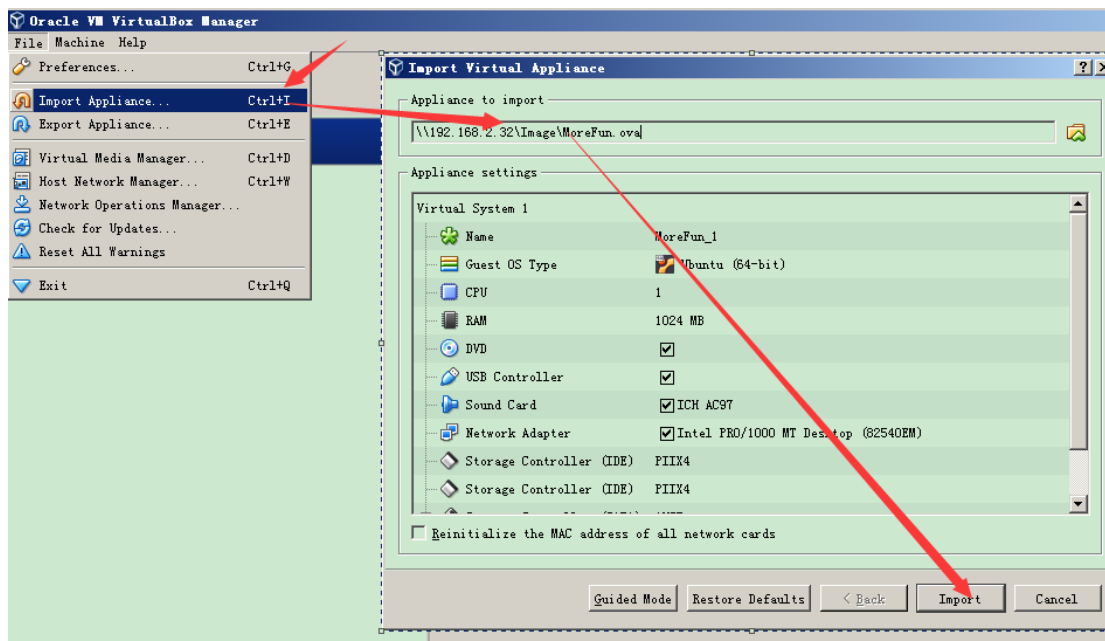 Oracle VM VirtualBox Manager
File Machine Help
Preferences... Ctrl+G
Import Appliance... Ctrl+I
Export Appliance... Ctrl+E
Virtual Media Manager... Ctrl+D
Host Network Manager... Ctrl+W
Network Operations Manager...
Check for Updates...
Reset All Warnings
Exit Ctrl+Q
Import Virtual Appliance
Appliance to import
\\192.168.2.32\Image\MoreFun.ova
Appliance settings
Virtual System 1
Name MoreFun_1
Guest OS Type Ubuntu (64-bit)
CPU 1
RAM 1024 MB
DVD
USB Controller
Sound Card ICH AC97
Network Adapter Intel PRO/1000 MT Desktop (82540EM)
Storage Controller (IDE) PIIX4
Storage Controller (IDE) PIIX4
Reinitialize the MAC address of all network cards
Guided Mode Restore Defaults < Back Import Cancel